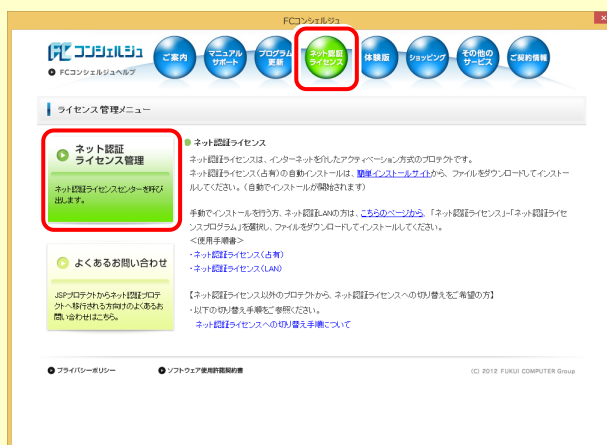 FCコンシェルジュ
FC コンシェルジュ
FCコンシェルジュヘルプ
ご案内
マニュアル
サポート
プログラム
更新
ネット認証
ライセンス
体験版
ショッピング
その他の
サービス
ご契約情報
ライセンス管理メニュー
ネット認証
ライセンス管理
ネット認証ライセンスセンターを呼び
出します。
よくあるお問い合わせ
JSPプロテクトからネット認証プロテ
クトへ移行される方向けのよくあるお
問い合わせはこちら。
ネット認証ライセンス
ネット認証ライセンスは、インターネットを介したアクティベーション方式のプロテクトです。
ネット認証ライセンス(占有)の自動インストールは、簡単インストールサイトから、ファイルをダウンロードしてインストー
ルしてください。(自動でインストールが開始されます)
手動でインストールを行う方、ネット認証LANの方は、こちらのページから、「ネット認証ライセンス」-「ネット認証ライセ
ンスプログラム」を選択し、ファイルをダウンロードしてインストールしてください。
<使用手順書>
・ネット認証ライセンス(占有)
・ネット認証ライセンス(LAN)
【ネット認証ライセンス以外のプロテクトから、ネット認証ライセンスへの切り替えをご希望の方】
・以下の切り替え手順をご参照ください。
ネット認証ライセンスへの切り替え手順について
プライバシーポリシー
ソフトウェア使用許諾契約書
(C) 2012 FUKUI COMPUTER Group